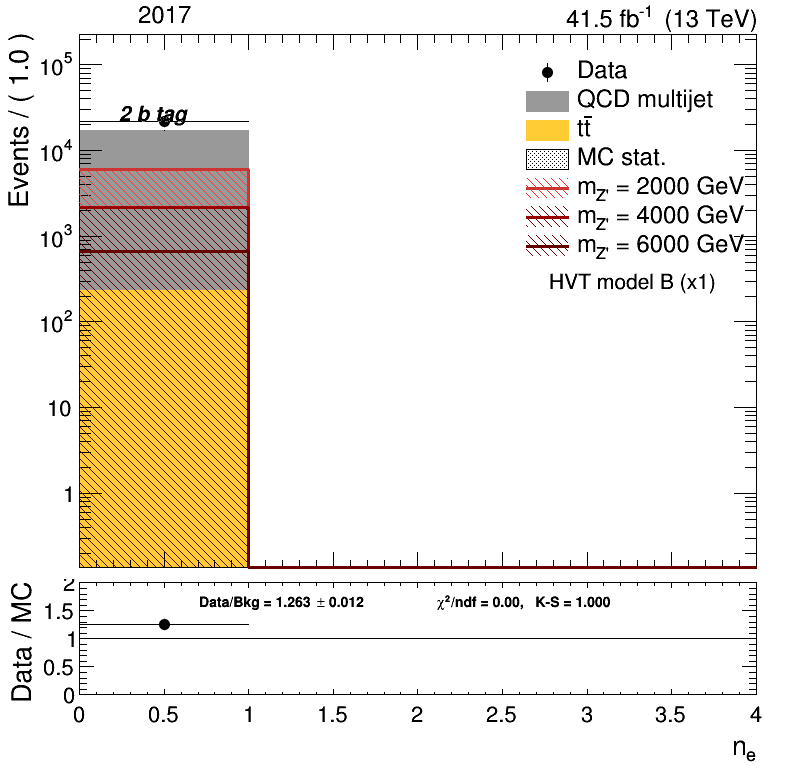 2017
41.5 fb⁻¹ (13 TeV)
Events / ( 1.0 )
10⁵
10⁴
10³
10²
10
1
2 b tag
Data
QCD multijet
tt̄
MC stat.
m_Z' = 2000 GeV
m_Z' = 4000 GeV
m_Z' = 6000 GeV
HVT model B (x1)
Data / MC
2
1.5
1
0.5
0
Data/Bkg = 1.263 ± 0.012
χ²/ndf = 0.00, K-S = 1.000
0 0.5 1 1.5 2 2.5 3 3.5 4
n_e